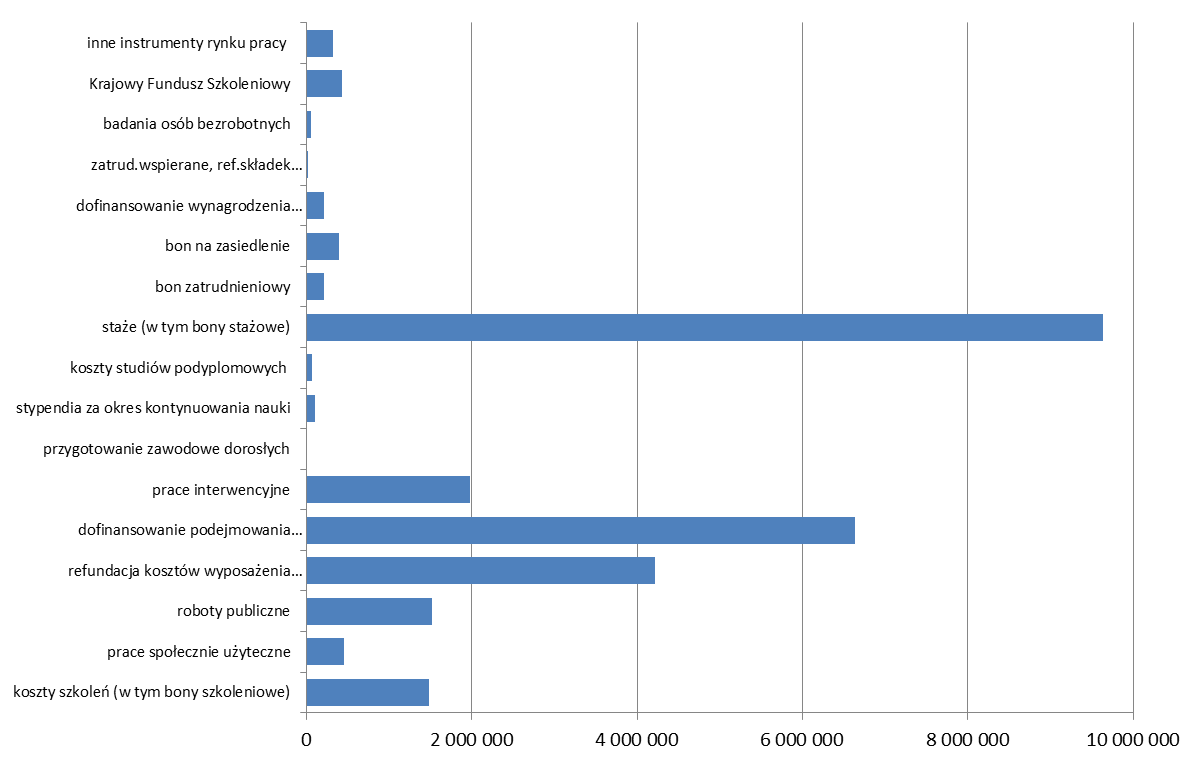 inne instrumenty rynku pracy
Krajowy Fundusz Szkoleniowy
badania osób bezrobotnych
zatrud.wspierane, ref.składek...
dofinansowanie wynagrodzenia...
bon na zasiedlenie
bon zatrudnieniowy
staże (w tym bony stażowe)
koszty studiów podyplomowych
stypendia za okres kontynuowania nauki
przygotowanie zawodowe dorosłych
prace interwencyjne
dofinansowanie podejmowania...
refundacja kosztów wyposażenia...
roboty publiczne
prace społecznie użyteczne
koszty szkoleń (w tym bony szkoleniowe)
0 2 000 000 4 000 000 6 000 000 8 000 000 10 000 000